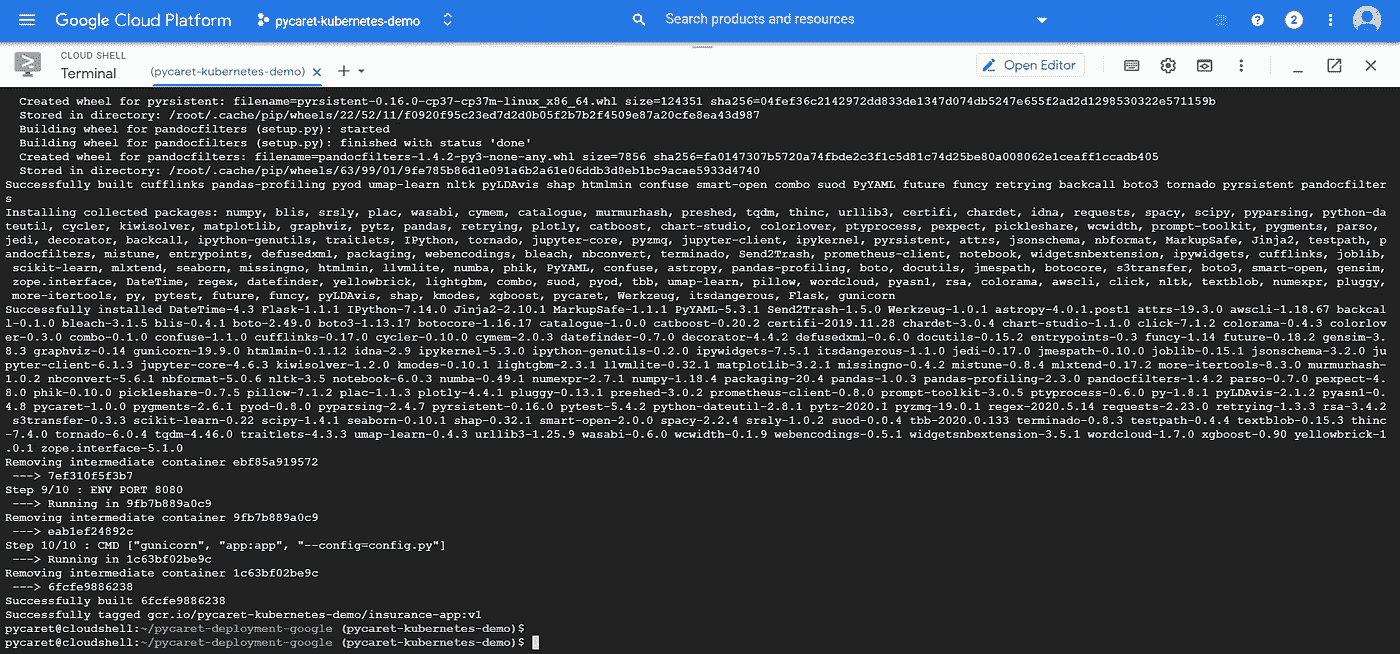 Google Cloud Platform
pycaret-kubernetes-demo
Search products and resources
2
CLOUD SHELL
Terminal
(pycaret-kubernetes-demo)
Open Editor
Created wheel for pyrsistent: filename=pyrsistent-0.16.0-cp37-cp37m-linux_x86_64.whl size=124351 sha256=04fef36c2142972dd833de1347d074db5247e655f2ad2d1298530322e571159b
Stored in directory: /root/.cache/pip/wheels/22/52/11/f0920f95c23ed7d2d0b05f2b7b2f4509e87a20cfe8ea43d987
Building wheel for pandocfilters (setup.py): started
Building wheel for pandocfilters (setup.py): finished with status 'done'
Created wheel for pandocfilters: filename=pandocfilters-1.4.2-py3-none-any.whl size=7856 sha256=fa0147307b5720a74fbde2c3f1c5d81c74d25be80a008062e1ceaff1ccadb405
Stored in directory: /root/.cache/pip/wheels/63/99/01/9fe785b86d1e091a6b2a61e06ddb3d8eb1bc9acae5933d4740
Successfully built cufflinks pandas-profiling pyod umap-learn nltk pyLDAvis shap htmlmin confuse smart-open combo suod PyYAML future funcy retrying backcall boto3 tornado pyrsistent pandocfilter
s
Installing collected packages: numpy, blis, srsly, plac, wasabi, cymem, catalogue, murmurhash, preshed, tqdm, thinc, urllib3, certifi, chardet, idna, requests, spacy, scipy, pyparsing, python-da
teutil, cycler, kiwisolver, matplotlib, graphviz, pytz, pandas, retrying, plotly, catboost, chart-studio, colorlover, ptyprocess, pexpect, pickleshare, wcwidth, prompt-toolkit, pygments, parso,
jedi, decorator, backcall, ipython-genutils, traitlets, IPython, tornado, jupyter-core, pyzmq, jupyter-client, ipykernel, pyrsistent, attrs, jsonschema, nbformat, MarkupSafe, Jinja2, testpath, p
andocfilters, mistune, entrypoints, defusedxml, packaging, webencodings, bleach, nbconvert, terminado, Send2Trash, prometheus-client, notebook, widgetsnbextension, ipywidgets, cufflinks, joblib,
scikit-learn, mlxtend, seaborn, missingno, htmlmin, llvmlite, numba, phik, PyYAML, confuse, astropy, pandas-profiling, boto, docutils, jmespath, botocore, s3transfer, boto3, smart-open, gensim,
zope.interface, DateTime, regex, datefinder, yellowbrick, lightgbm, combo, suod, pyod, tbb, umap-learn, pillow, wordcloud, pyasn1, rsa, colorama, awscli, click, nltk, textblob, numexpr, pluggy,
more-itertools, py, pytest, future, funcy, pyLDAvis, shap, kmodes, xgboost, pycaret, Werkzeug, itsdangerous, Flask, gunicorn
Successfully installed DateTime-4.3 Flask-1.1.1 IPython-7.14.0 Jinja2-2.10.1 MarkupSafe-1.1.1 PyYAML-5.3.1 Send2Trash-1.5.0 Werkzeug-1.0.1 astropy-4.0.1.post1 attrs-19.3.0 awscli-1.18.67 backcal
l-0.1.0 bleach-3.1.5 blis-0.4.1 boto-2.49.0 boto3-1.13.17 botocore-1.16.17 catalogue-1.0.0 catboost-0.20.2 certifi-2019.11.28 chardet-3.0.4 chart-studio-1.1.0 click-7.1.2 colorama-0.4.3 colorlov
er-0.3.0 combo-0.1.0 confuse-1.1.0 cufflinks-0.17.0 cycler-0.10.0 cymem-2.0.3 datefinder-0.7.0 decorator-4.4.2 defusedxml-0.6.0 docutils-0.15.2 entrypoints-0.3 funcy-1.14 future-0.18.2 gensim-3.
8.3 graphviz-0.14 gunicorn-19.9.0 htmlmin-0.1.12 idna-2.9 ipykernel-5.3.0 ipython-genutils-0.2.0 ipywidgets-7.5.1 itsdangerous-1.1.0 jedi-0.17.0 jmespath-0.10.0 joblib-0.15.1 jsonschema-3.2.0 ju
pyter-client-6.1.3 jupyter-core-4.6.3 kiwisolver-1.2.0 kmodes-0.10.1 lightgbm-2.3.1 llvmlite-0.32.1 matplotlib-3.2.1 missingno-0.4.2 mistune-0.8.4 mlxtend-0.17.2 more-itertools-8.3.0 murmurhash-
1.0.2 nbconvert-5.6.1 nbformat-5.0.6 nltk-3.5 notebook-6.0.3 numba-0.49.1 numexpr-2.7.1 numpy-1.18.4 packaging-20.4 pandas-1.0.3 pandas-profiling-2.3.0 pandocfilters-1.4.2 parso-0.7.0 pexpect-4.
8.0 phik-0.10.0 pickleshare-0.7.5 pillow-7.1.2 plac-1.1.3 plotly-4.4.1 pluggy-0.13.1 preshed-3.0.2 prometheus-client-0.8.0 prompt-toolkit-3.0.5 ptyprocess-0.6.0 py-1.8.1 pyLDAvis-2.1.2 pyasn1-0.
4.8 pycaret-1.0.0 pygments-2.6.1 pyod-0.8.0 pyparsing-2.4.7 pyrsistent-0.16.0 pytest-5.4.2 python-dateutil-2.8.1 pytz-2020.1 pyzmq-19.0.1 regex-2020.5.14 requests-2.23.0 retrying-1.3.3 rsa-3.4.2
s3transfer-0.3.3 scikit-learn-0.22 scipy-1.4.1 seaborn-0.10.1 shap-0.32.1 smart-open-2.0.0 spacy-2.2.4 srsly-1.0.2 suod-0.0.4 tbb-2020.0.133 terminado-0.8.3 testpath-0.4.4 textblob-0.15.3 thinc
-7.4.0 tornado-6.0.4 tqdm-4.46.0 traitlets-4.3.3 umap-learn-0.4.3 urllib3-1.25.9 wasabi-0.6.0 wcwidth-0.1.9 webencodings-0.5.1 widgetsnbextension-3.5.1 wordcloud-1.7.0 xgboost-0.90 yellowbrick-1
.0.1 zope.interface-5.1.0
Removing intermediate container ebf85a919572
---> 7ef310f5f3b7
Step 9/10 : ENV PORT 8080
---> Running in 9fb7b889a0c9
Removing intermediate container 9fb7b889a0c9
---> eab1ef24892c
Step 10/10 : CMD ["gunicorn", "app:app", "--config=config.py"]
---> Running in 1c63bf02be9c
Removing intermediate container 1c63bf02be9c
---> 6fcfe9886238
Successfully built 6fcfe9886238
Successfully tagged gcr.io/pycaret-kubernetes-demo/insurance-app:v1
pycaret@cloudshell:~/pycaret-deployment-google (pycaret-kubernetes-demo)$
pycaret@cloudshell:~/pycaret-deployment-google (pycaret-kubernetes-demo)$